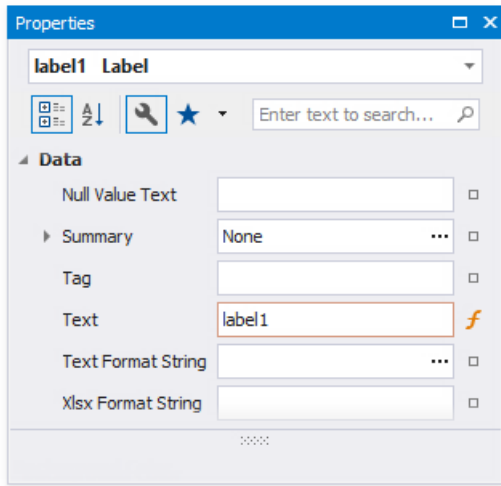 Properties
label1 Label
Enter text to search...
Data
Null Value Text
Summary None ...
Tag
Text label1 f
Text Format String ...
Xlsx Format String